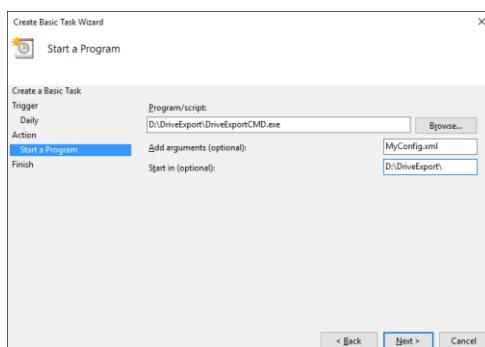 Create Basic Task Wizard
Start a Program
Create a Basic Task
Trigger
Daily
Action
Start a Program
Finish
Program/script:
D:\DriveExport\DriveExportCMD.exe
Browse...
Add arguments (optional):
MyConfig.xml
Start in (optional):
D:\DriveExport\
< Back
Next >
Cancel